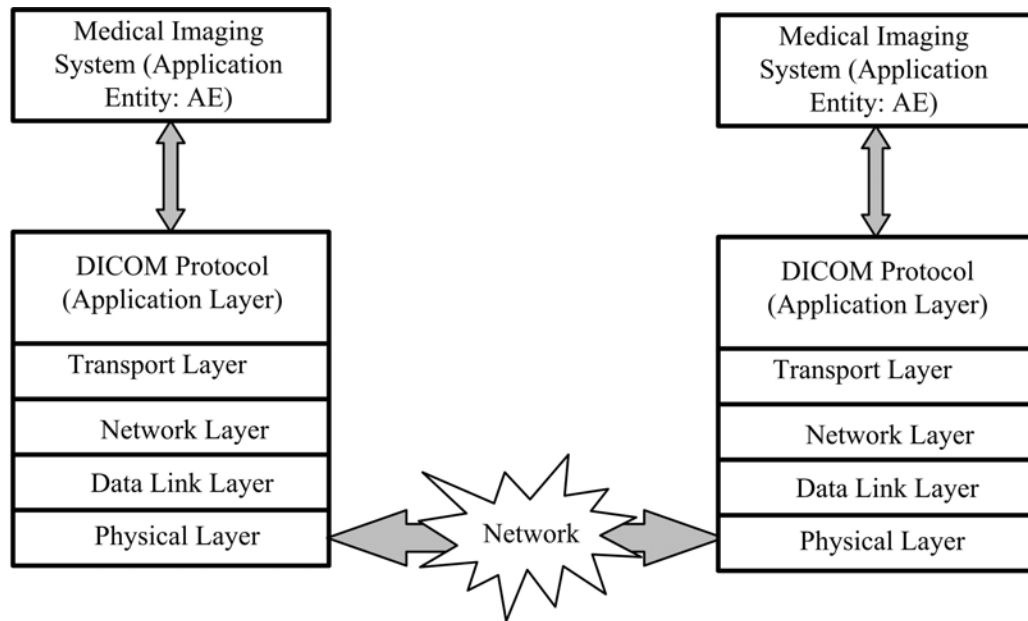 Medical Imaging
System (Application
Entity: AE)
DICOM Protocol
(Application Layer)
Transport Layer
Network Layer
Data Link Layer
Physical Layer
Network
Medical Imaging
System (Application
Entity: AE)
DICOM Protocol
(Application Layer)
Transport Layer
Network Layer
Data Link Layer
Physical Layer